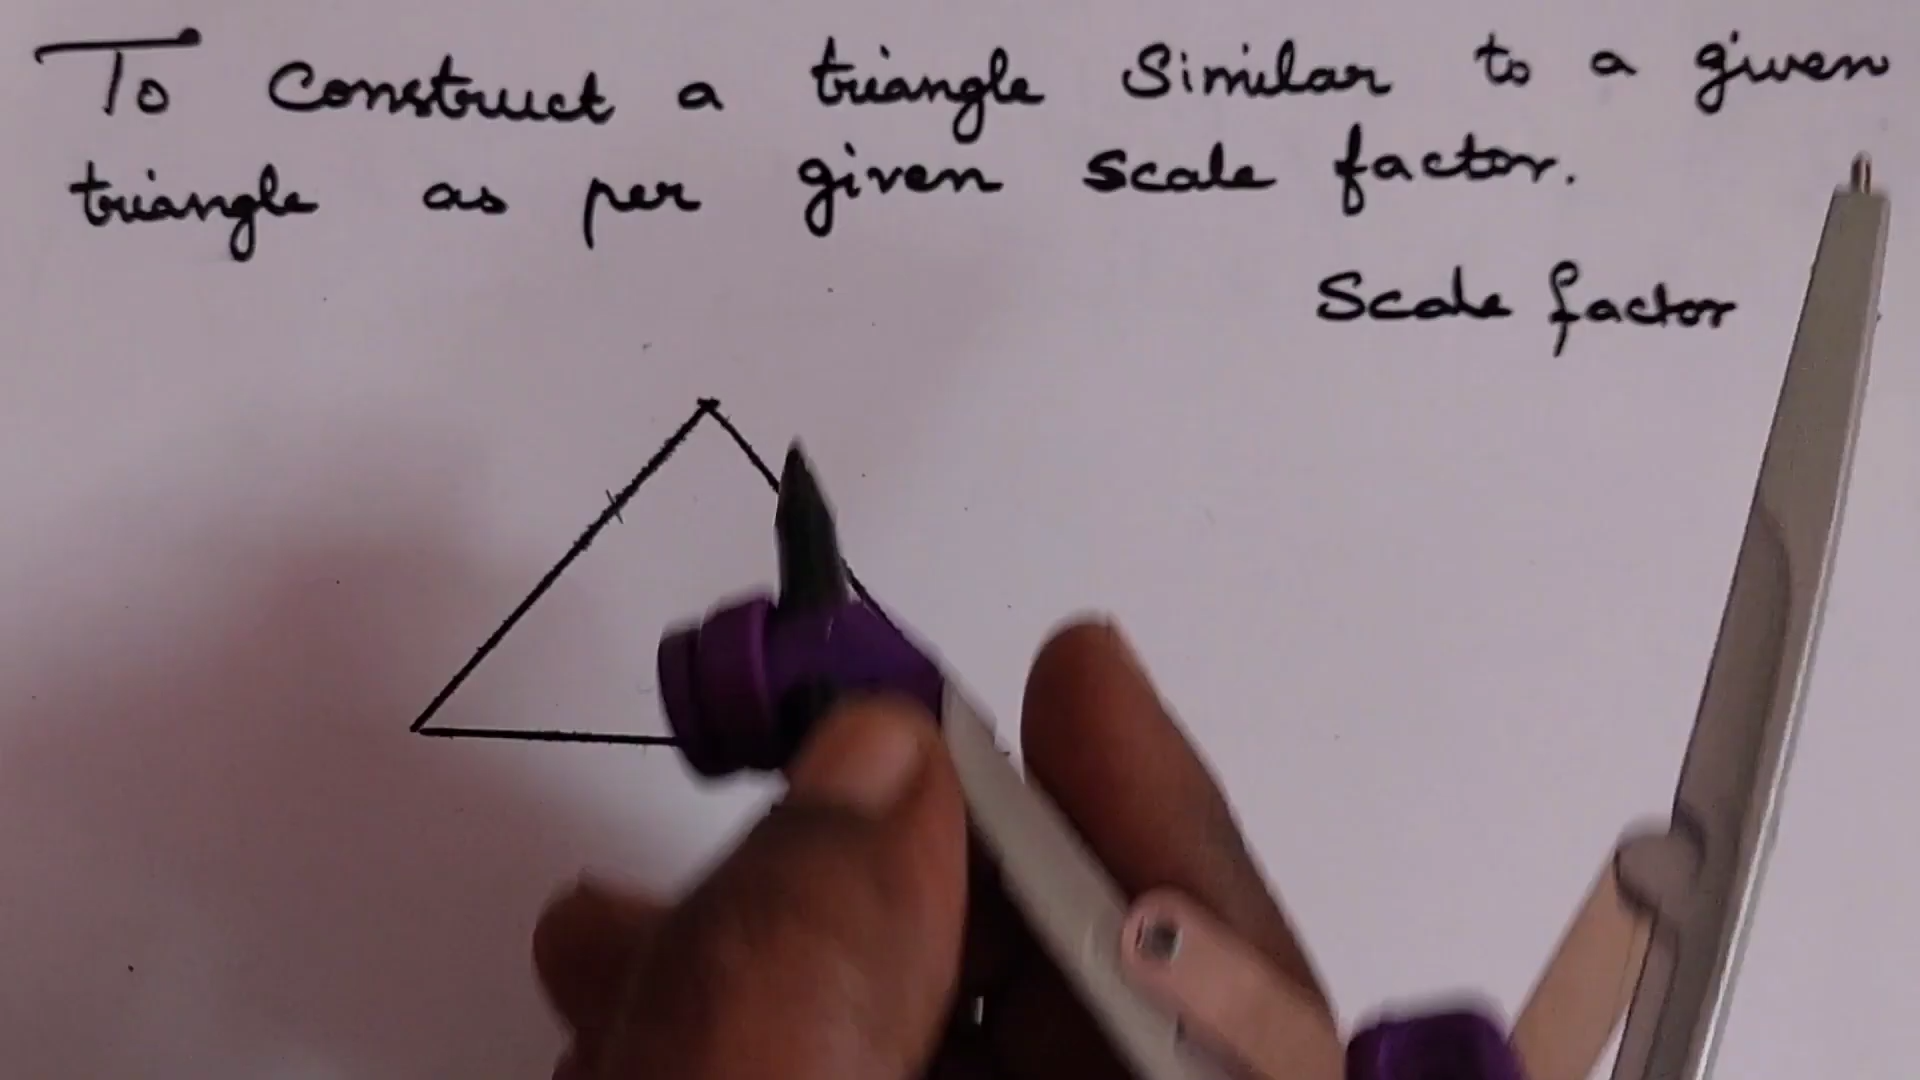 To construct a triangle Similar to a given
triangle as per given scale factor.
Scale factor